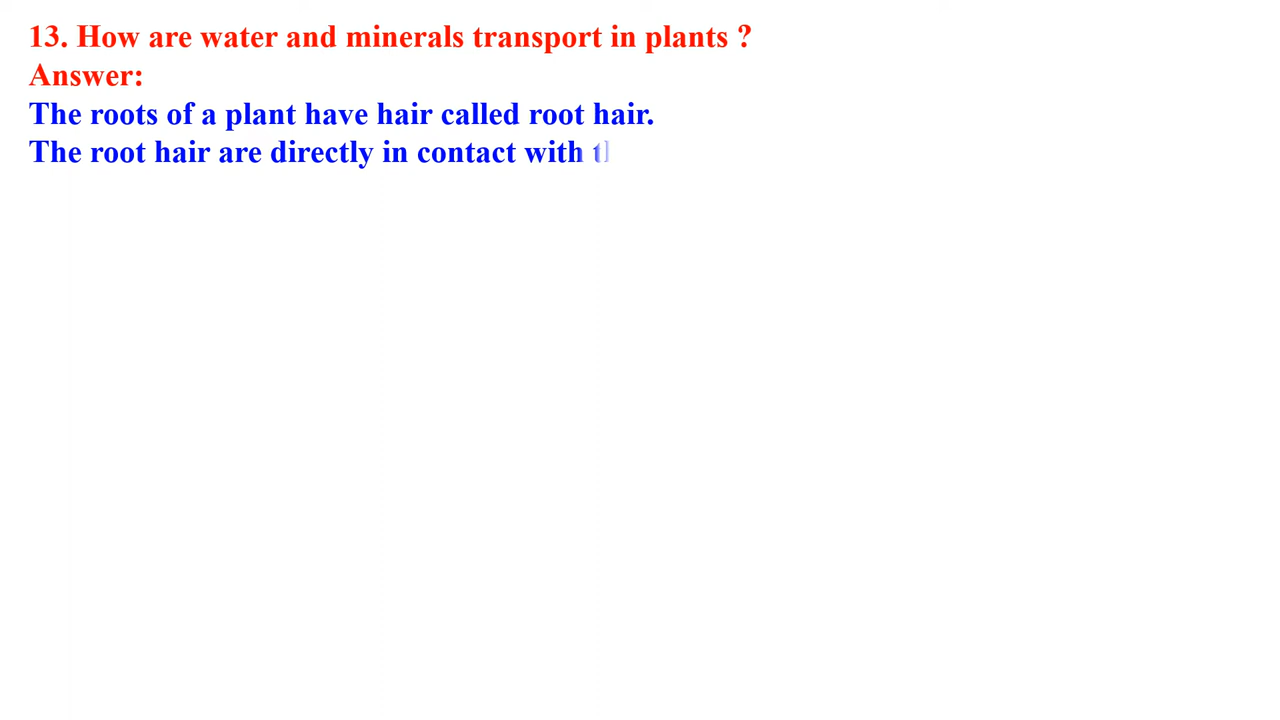 13. How are water and minerals transport in plants ?
Answer:
The roots of a plant have hair called root hair.
The root hair are directly in contact with